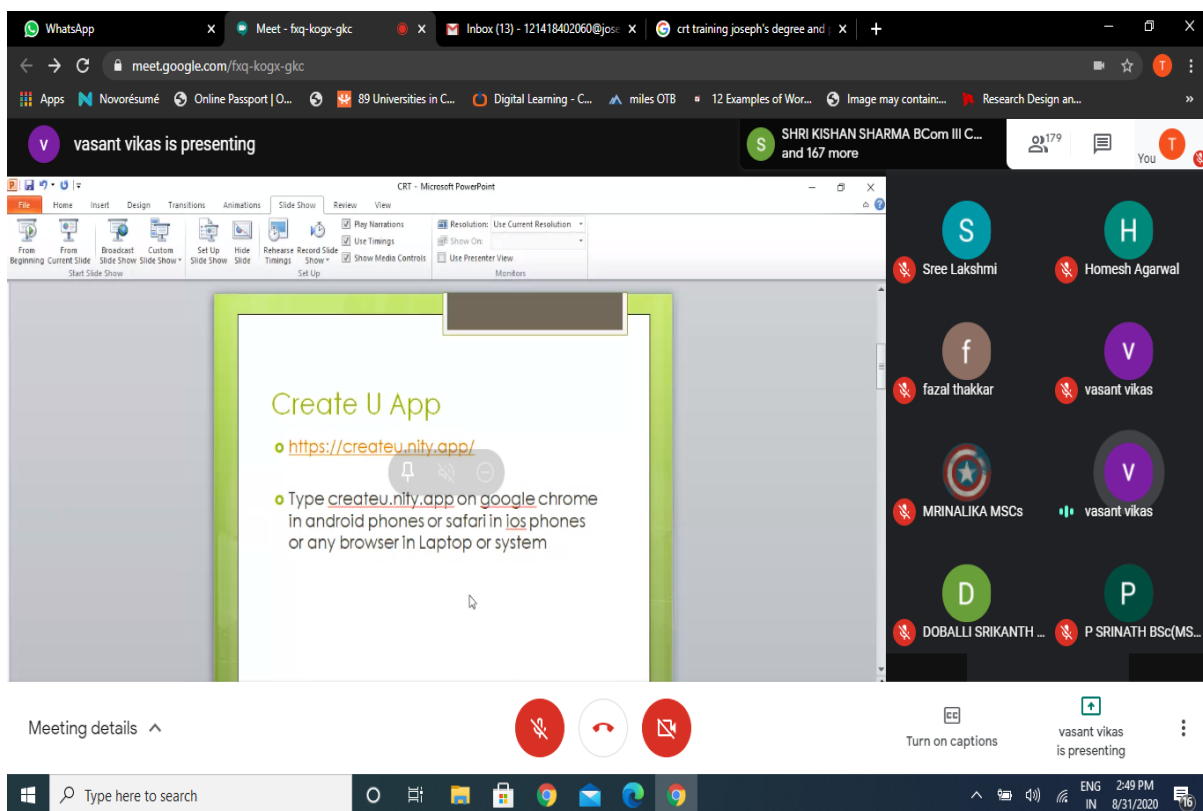 WhatsApp
Meet - fxq-kogx-gkc
Inbox (13) - 121418402060@jose
crt training joseph's degree and
meet.google.com/fxq-kogx-gkc
T
Apps
Novorésumé
Online Passport | O...
89 Universities in C...
Digital Learning - C...
miles OTB
12 Examples of Wor...
Image may contain:...
Research Design an...
»
V
vasant vikas is presenting
S
SHRI KISHAN SHARMA BCom III C...
and 167 more
179
You
T
CRT - Microsoft PowerPoint
File
Home
Insert
Design
Transitions
Animations
Slide Show
Review
View
From
Beginning
From
Current Slide
Broadcast
Slide Show
Custom
Slide Show
Start Slide Show
Set Up
Slide Show
Hide
Slide
Rehearse
Timings
Record Slide
Show
Play Narrations
Use Timings
Show Media Controls
Set Up
Resolution: Use Current Resolution
Show On:
Use Presenter View
Monitors
Create U App
https://createu.nity.app/
Type createu.nity.app on google chrome
in android phones or safari in ios phones
or any browser in Laptop or system
S
Sree Lakshmi
H
Homesh Agarwal
f
fazal thakkar
V
vasant vikas
MRINALIKA MSCs
V
vasant vikas
D
DOBALLI SRIKANTH ...
P
P SRINATH BSc(MS...
Meeting details
CC
Turn on captions
vasant vikas
is presenting
Type here to search
ENG
IN
2:49 PM
8/31/2020
16